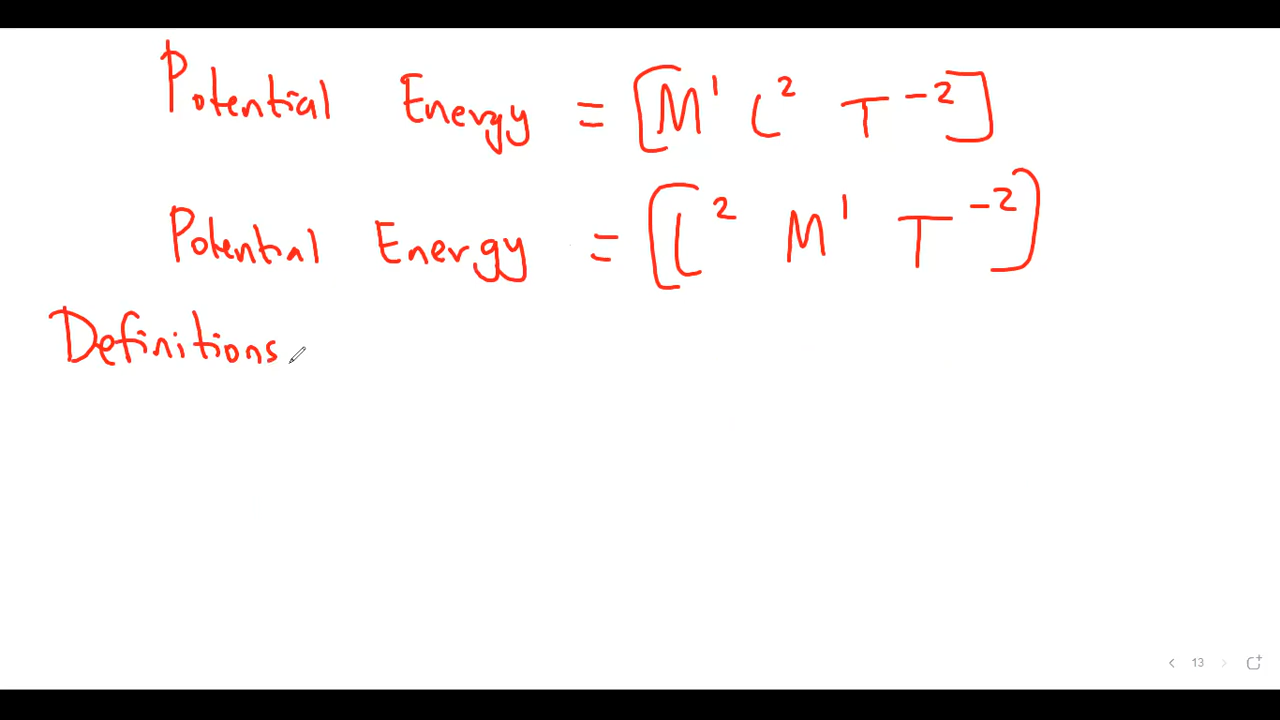 Potential Energy = [M¹ L² T⁻²]
Potential Energy = [L² M¹ T⁻²]
Definitions
13